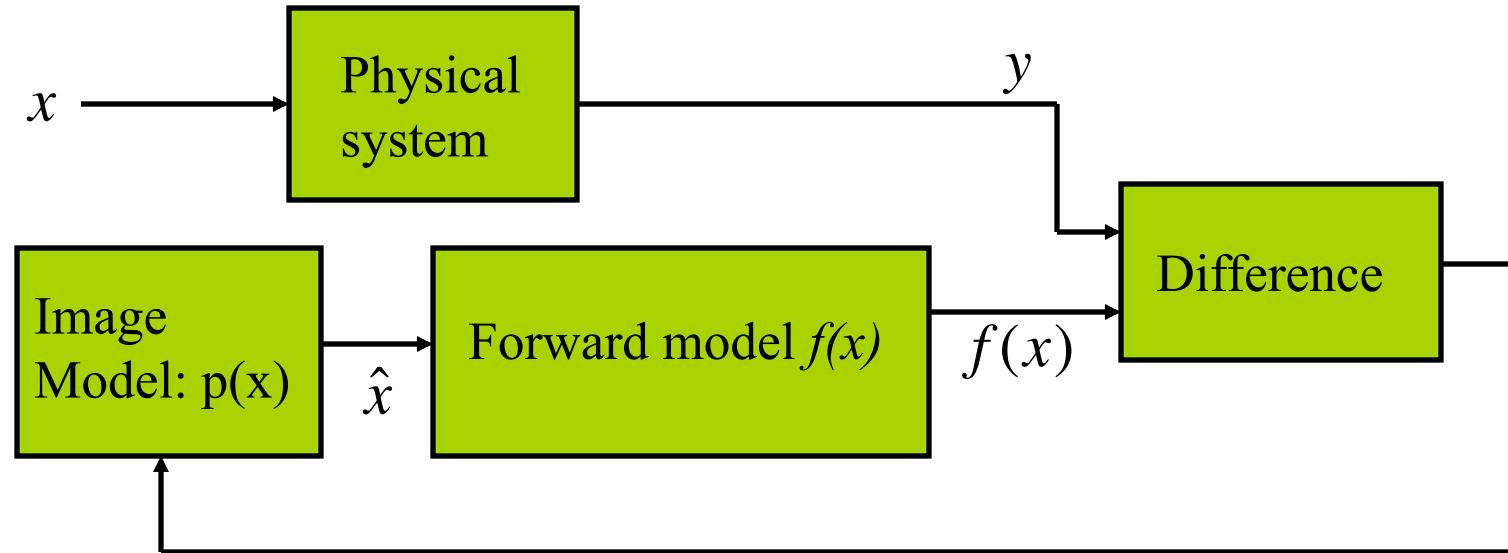 x
Physical
system
y
Image
Model: p(x)
x̂
Forward model f(x)
f(x)
Difference